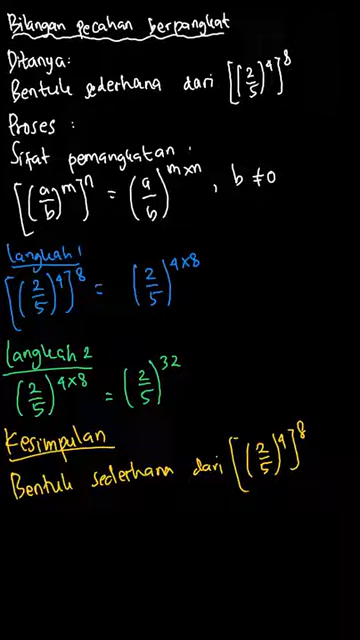 Bilangan pecahan berpangkat
Ditanya:
Bentuk sederhana dari [(2/5)^4]^8
Proses :
Sifat pemangkatan :
[(a/b)^m]^n = (a/b)^(m×n) , b ≠ 0
Langkah 1
[(2/5)^4]^8 = (2/5)^(4×8)
Langkah 2
(2/5)^(4×8) = (2/5)^32
Kesimpulan
Bentuk sederhana dari [(2/5)^4]^8